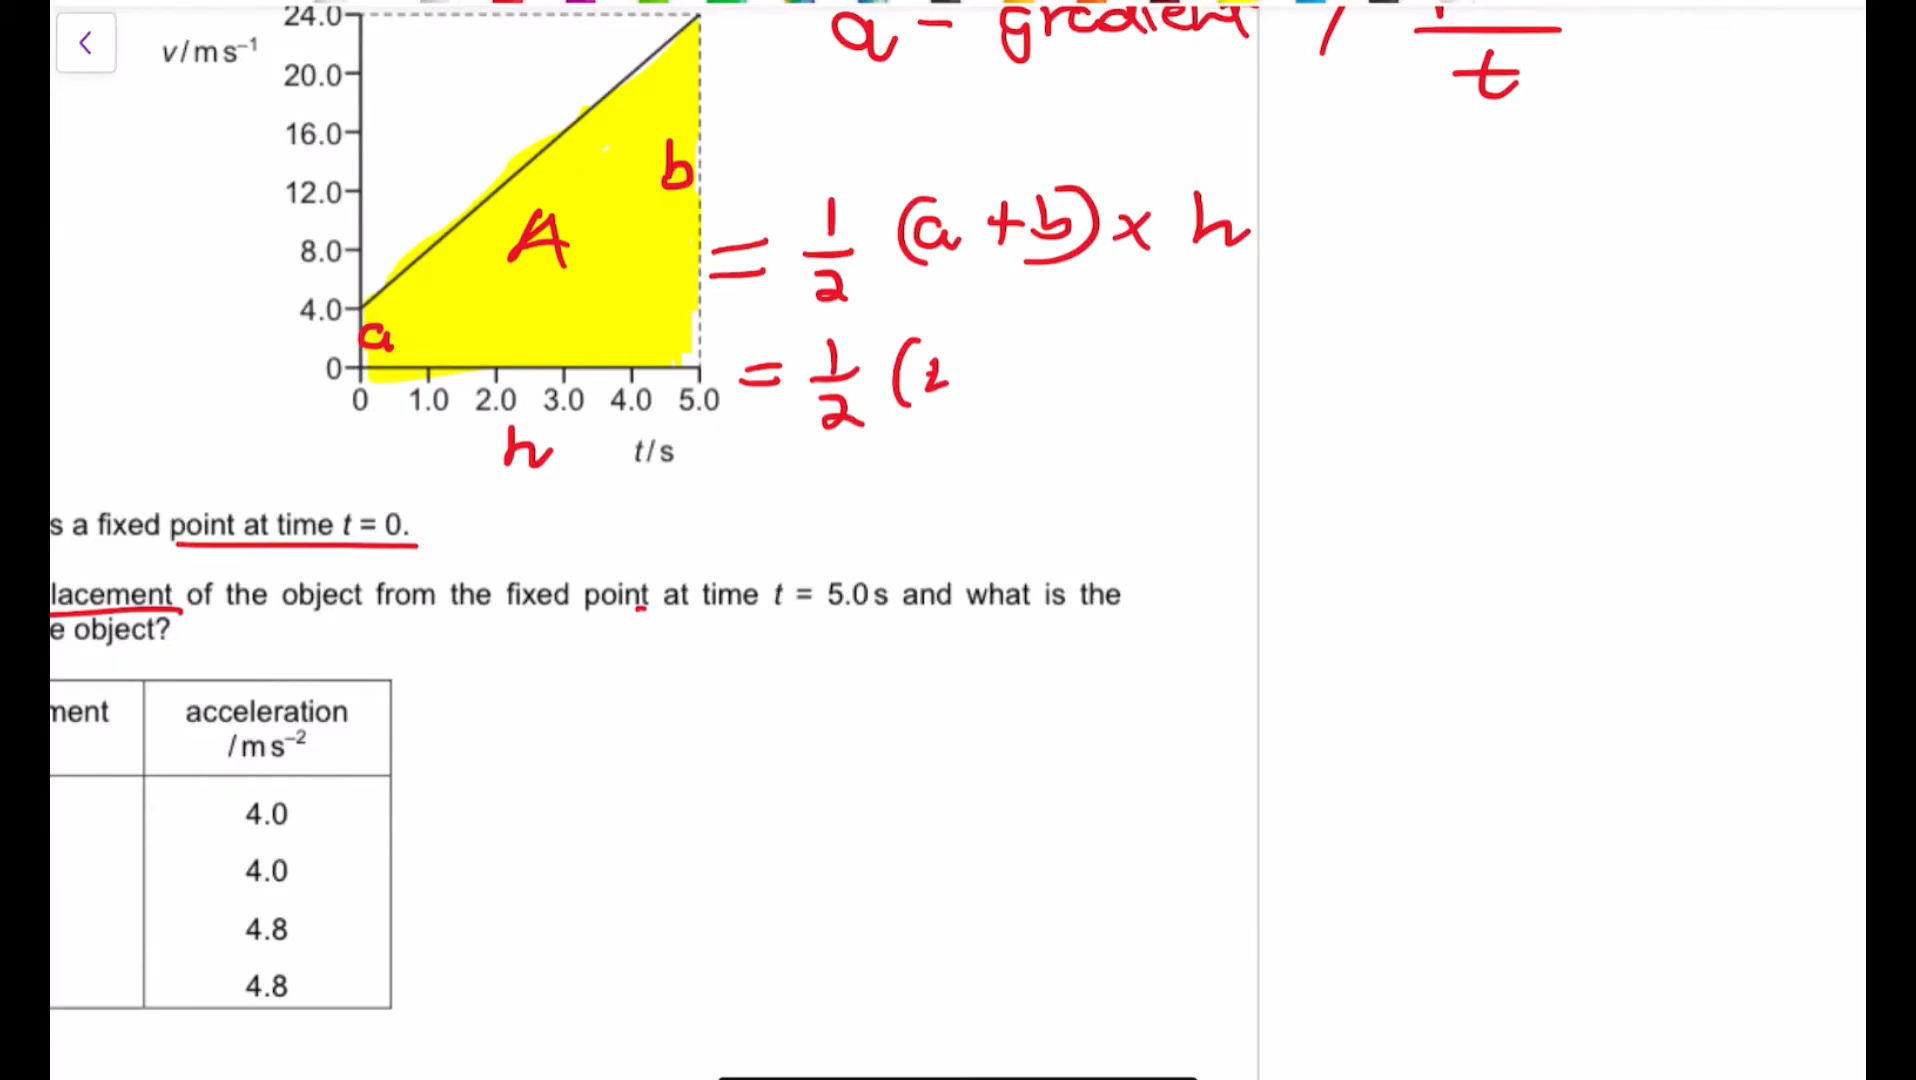 24.0
v/m s⁻¹
20.0
16.0
12.0
8.0
4.0
0
0 1.0 2.0 3.0 4.0 5.0
t/s
a - gradient /
t
b
A
a
h
= 1/2 (a + b) × h
= 1/2 (
s a fixed point at time t = 0.
lacement of the object from the fixed point at time t = 5.0 s and what is the
e object?
ment acceleration
/m s⁻²
4.0
4.0
4.8
4.8